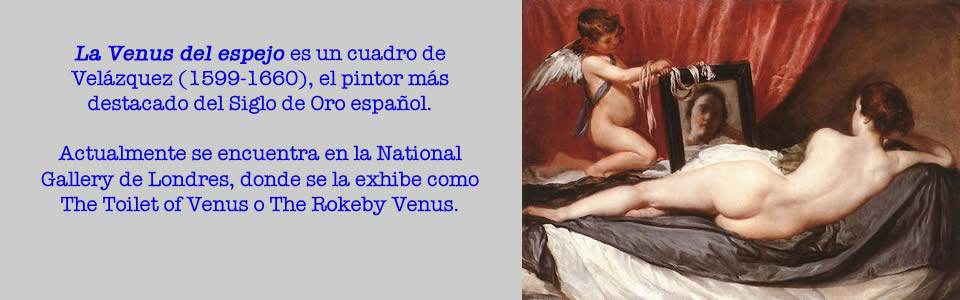 La Venus del espejo es un cuadro de
Velázquez (1599-1660), el pintor más
destacado del Siglo de Oro español.
Actualmente se encuentra en la National
Gallery de Londres, donde se la exhibe como
The Toilet of Venus o The Rokeby Venus.